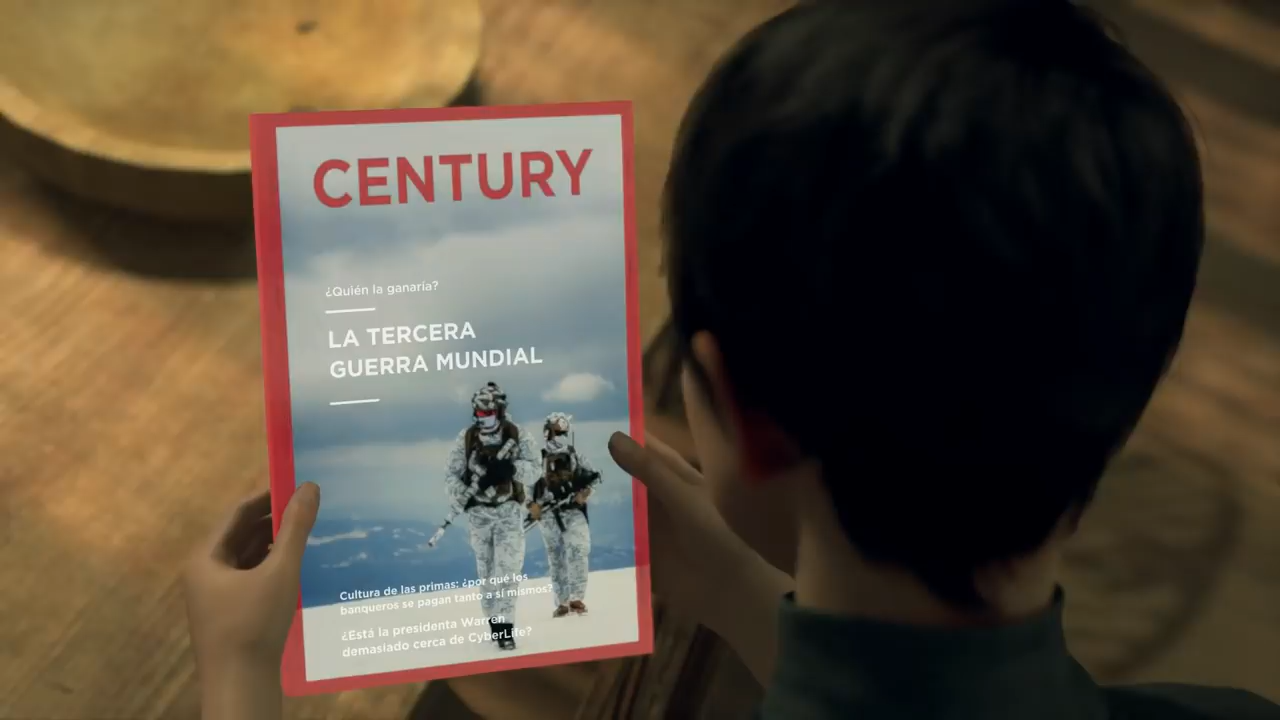 CENTURY
¿Quién la ganaría?
LA TERCERA
GUERRA MUNDIAL
Cultura de las primas: ¿por qué los
banqueros se pagan tanto a sí mismos?
¿Está la presidenta Warren
demasiado cerca de CyberLife?